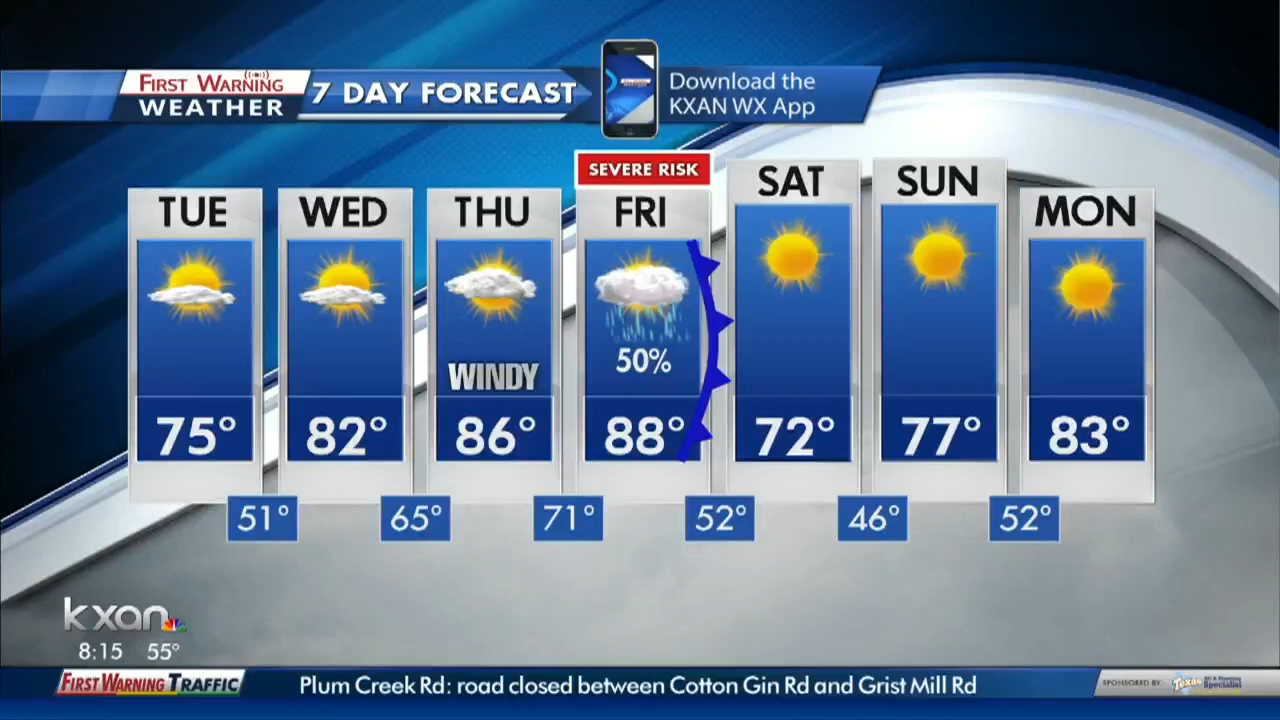 FIRST WARNING
WEATHER
7 DAY FORECAST
Download the
KXAN WX App
SEVERE RISK
TUE WED THU FRI SAT SUN MON
WINDY
50%
75° 82° 86° 88° 72° 77° 83°
51° 65° 71° 52° 46° 52°
kxan
8:15 55°
FIRST WARNING TRAFFIC
Plum Creek Rd: road closed between Cotton Gin Rd and Grist Mill Rd
SPONSORED BY:
Texas
Specialist